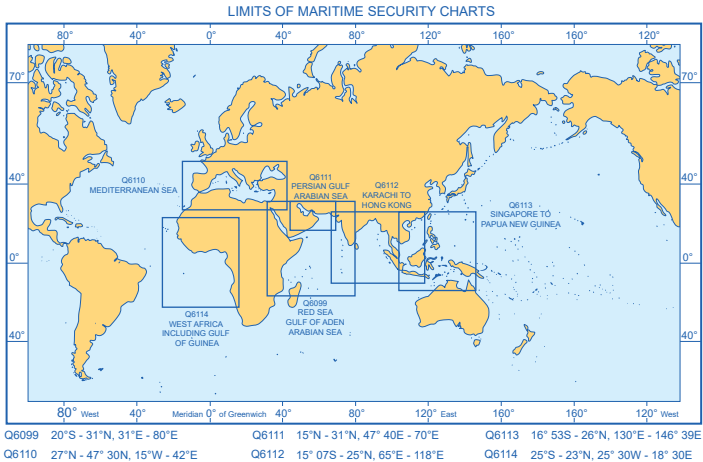 LIMITS OF MARITIME SECURITY CHARTS
80° 40° 0° 40° 80° 120° 160° 160° 120°
70° 70°
Q6110
MEDITERRANEAN SEA
Q6111
PERSIAN GULF
ARABIAN SEA
Q6112
KARACHI TO
HONG KONG
40° 40°
Q6113
SINGAPORE TO
PAPUA NEW GUINEA
0° 0°
Q6099
RED SEA
GULF OF ADEN
ARABIAN SEA
Q6114
WEST AFRICA
INCLUDING GULF
OF GUINEA
40° 40°
80° West 40° Meridian 0° of Greenwich 40° 80° 120° East 160° 160° 120°
Q6099 20°S - 31°N, 31°E - 80°E Q6111 15°N - 31°N, 47° 40E - 70°E Q6113 16° 53S - 26°N, 130°E - 146° 39E
Q6110 27°N - 47° 30N, 15°W - 42°E Q6112 15° 07S - 25°N, 65°E - 118°E Q6114 25°S - 23°N, 25° 30W - 18° 30E